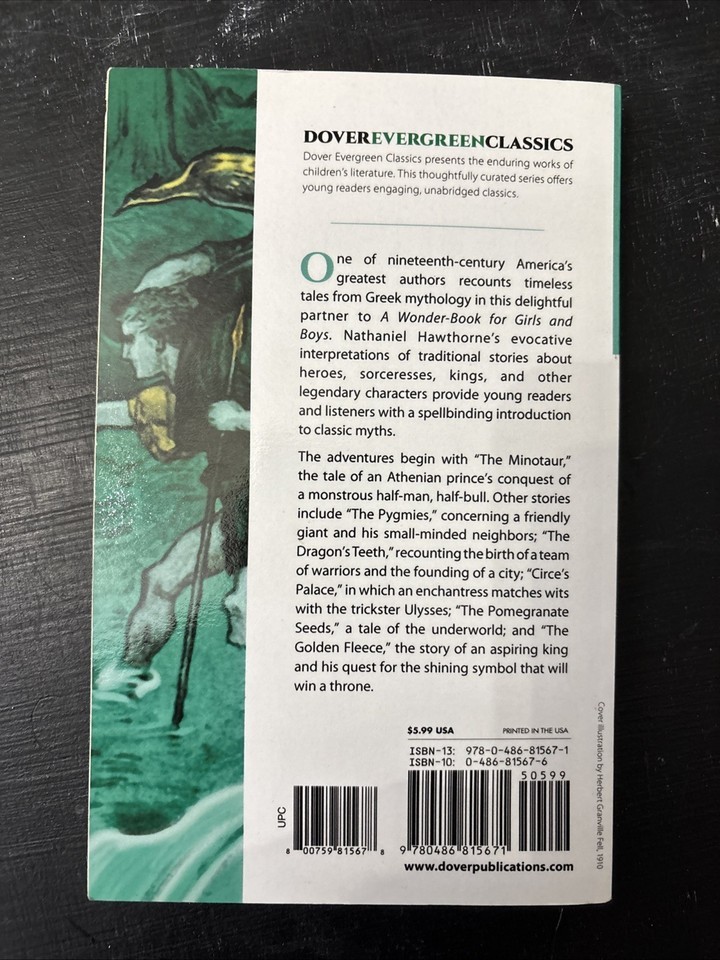 DOVEREVERGREENCLASSICS
Dover Evergreen Classics presents the enduring works of
children's literature. This thoughtfully curated series offers
young readers engaging, unabridged classics.
One of nineteenth-century America's
greatest authors recounts timeless
tales from Greek mythology in this delightful
partner to A Wonder-Book for Girls and
Boys. Nathaniel Hawthorne's evocative
interpretations of traditional stories about
heroes, sorceresses, kings, and other
legendary characters provide young readers
and listeners with a spellbinding introduction
to classic myths.
The adventures begin with "The Minotaur,"
the tale of an Athenian prince's conquest of
a monstrous half-man, half-bull. Other stories
include "The Pygmies," concerning a friendly
giant and his small-minded neighbors; "The
Dragon's Teeth," recounting the birth of a team
of warriors and the founding of a city; "Circe's
Palace," in which an enchantress matches wits
with the trickster Ulysses; "The Pomegranate
Seeds," a tale of the underworld; and "The
Golden Fleece," the story of an aspiring king
and his quest for the shining symbol that will
win a throne.
$5.99 USA PRINTED IN THE USA
ISBN-13: 978-0-486-81567-1
ISBN-10: 0-486-81567-6
50599
UPC
8 00759 81567 8
9 780486 815671
www.doverpublications.com
Cover Illustration by Herbert Granville Fell, 1910